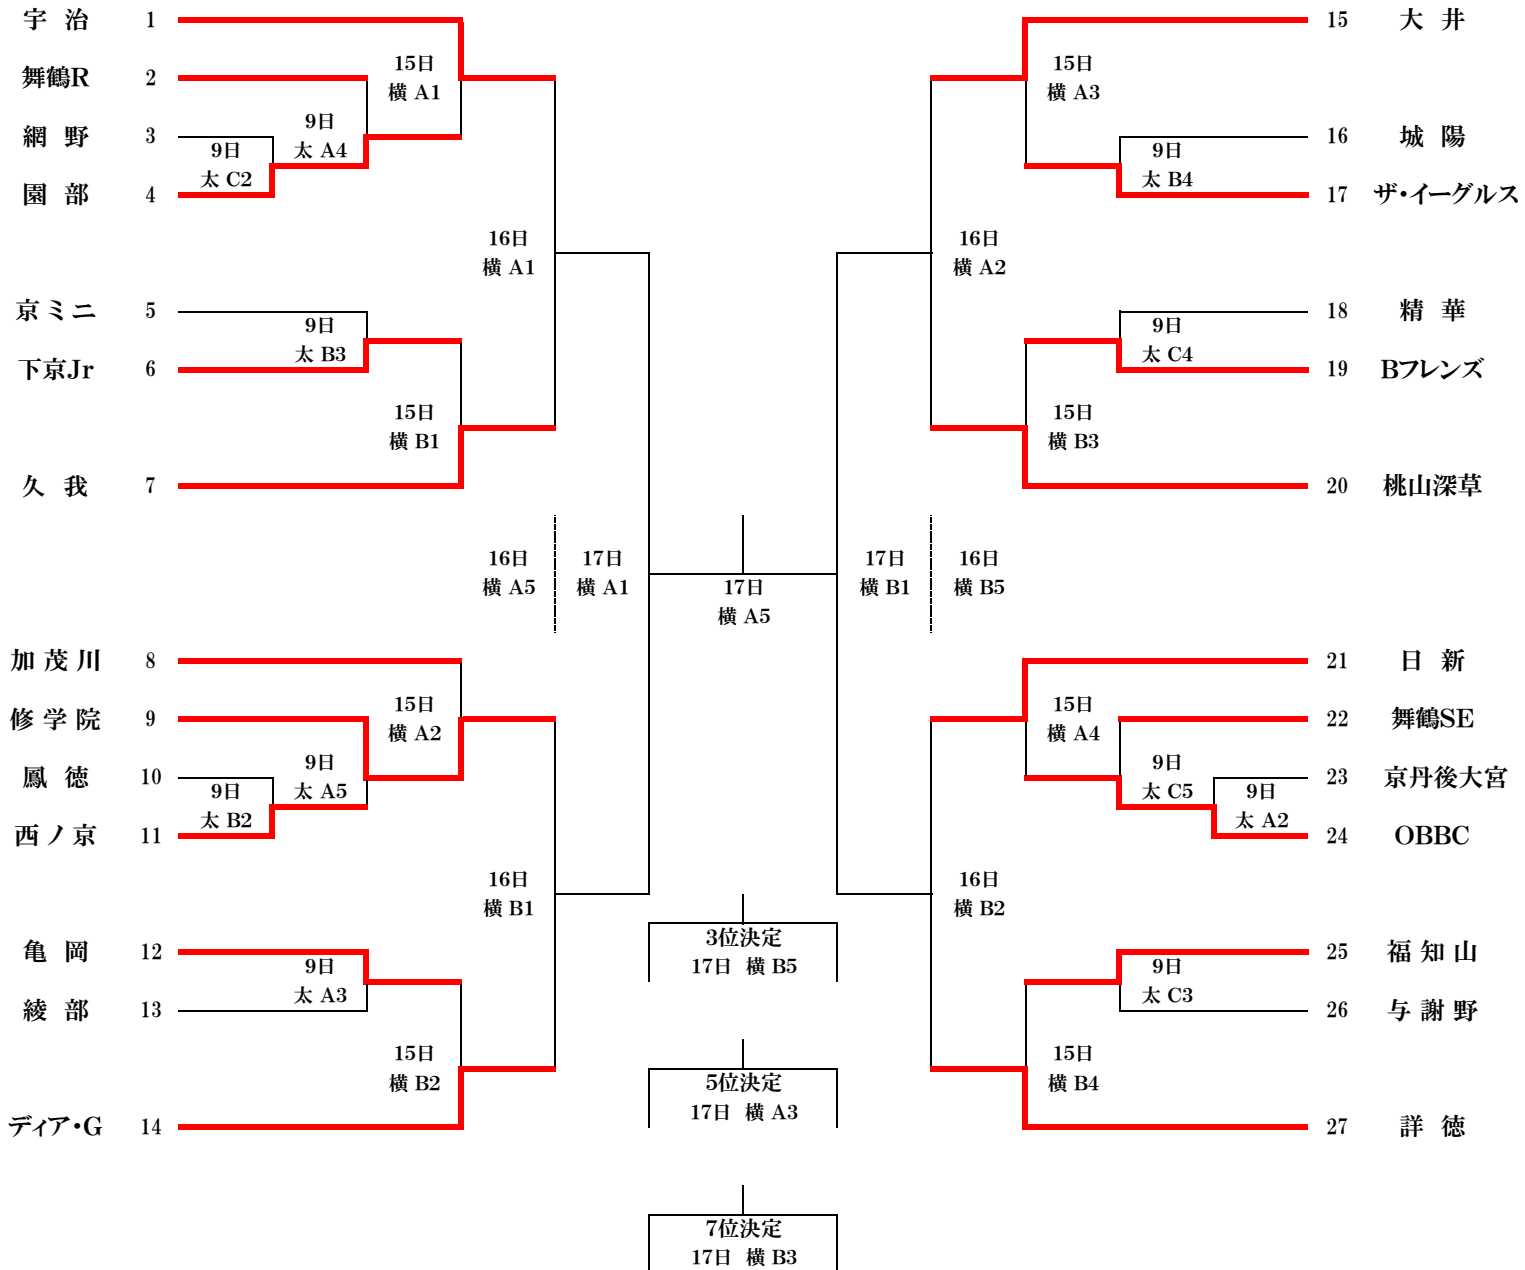 宇 治 1
舞鶴R 2
網 野 3
園 部 4
京ミニ 5
下京Jr 6
久 我 7
加茂川 8
修学院 9
鳳 徳 10
西ノ京 11
亀 岡 12
綾 部 13
ディア・G 14
9日
太 C2
9日
太 A4
15日
横 A1
9日
太 B3
15日
横 B1
16日
横 A1
9日
太 B2
9日
太 A5
15日
横 A2
9日
太 A3
15日
横 B2
16日
横 B1
16日
横 A5
17日
横 A1
17日
横 A5
17日
横 B1
16日
横 B5
3位決定
17日 横 B5
5位決定
17日 横 A3
7位決定
17日 横 B3
15日
横 A3
9日
太 B4
16日
横 A2
9日
太 C4
15日
横 B3
15日
横 A4
9日
太 C5
9日
太 A2
16日
横 B2
9日
太 C3
15日
横 B4
15 大 井
16 城 陽
17 ザ・イーグルス
18 精 華
19 Bフレンズ
20 桃山深草
21 日 新
22 舞鶴SE
23 京丹後大宮
24 OBBC
25 福知山
26 与謝野
27 詳 徳